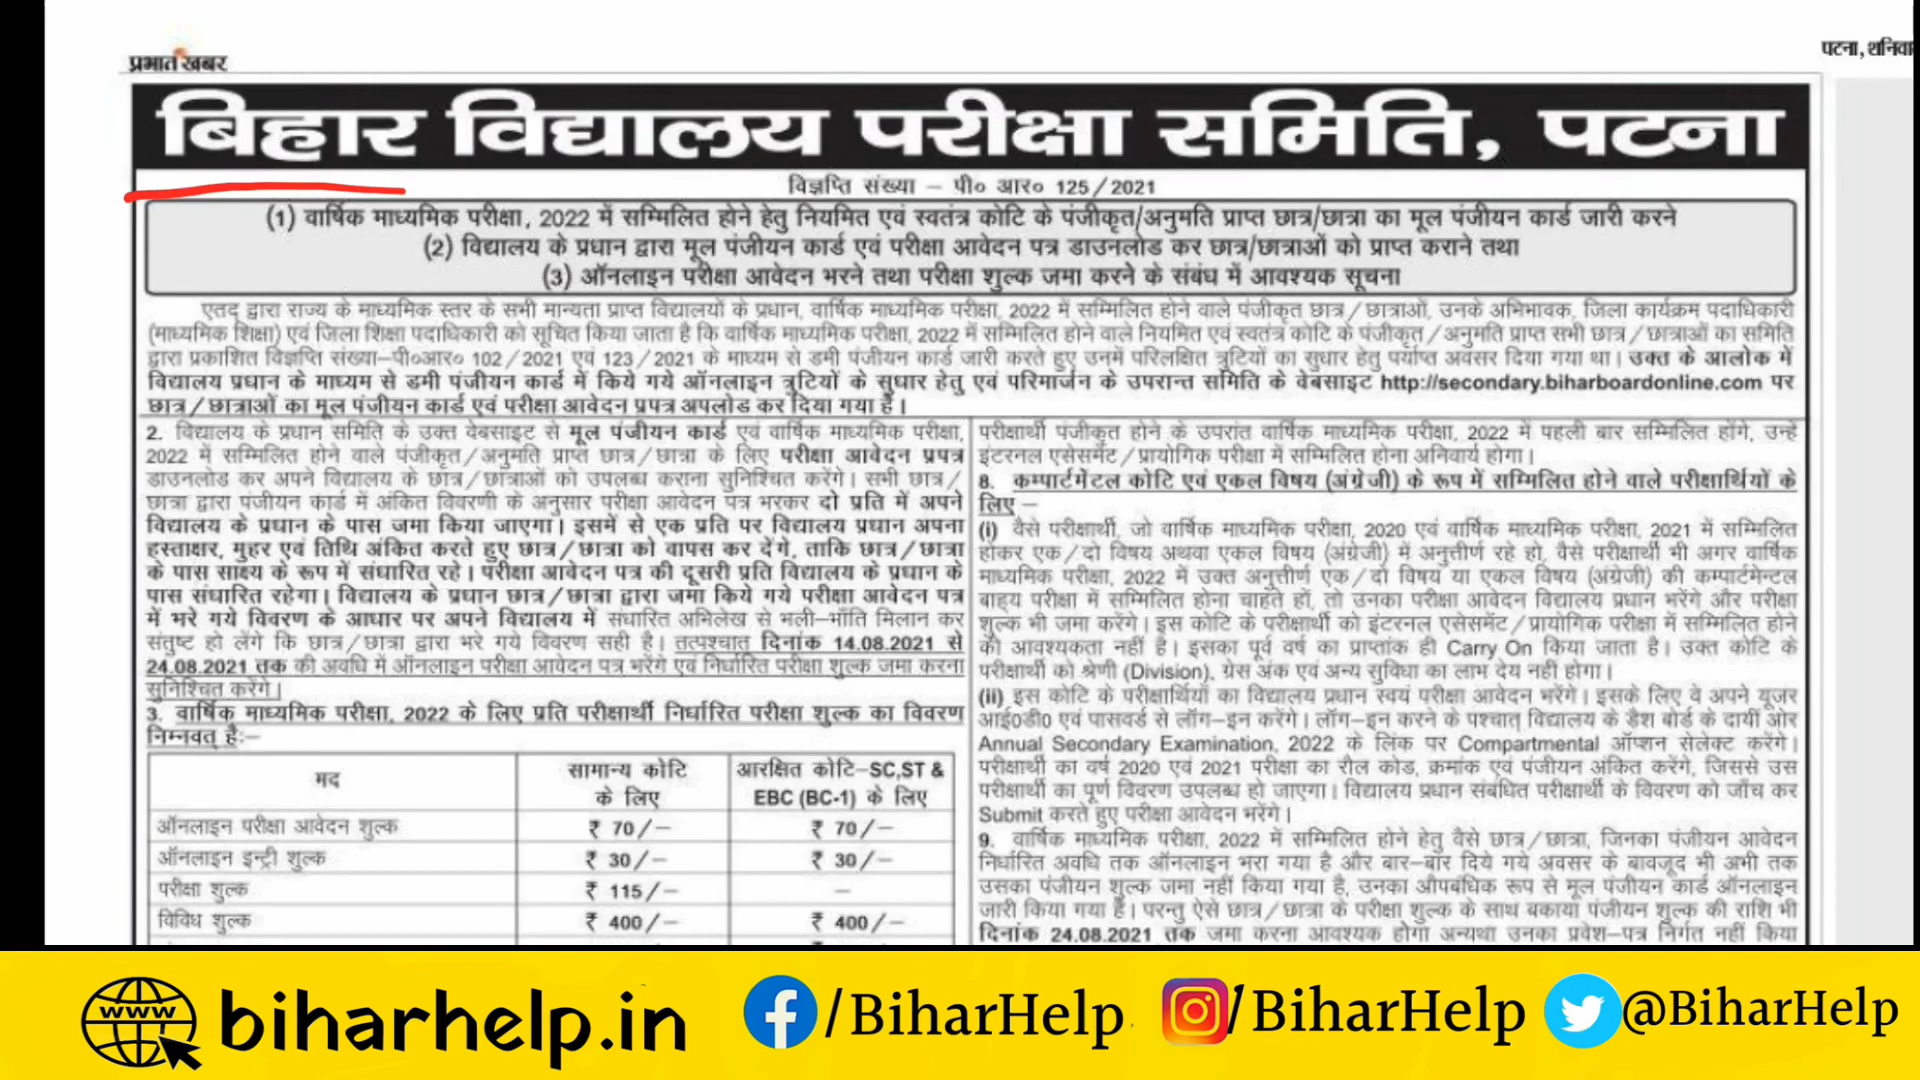 प्रभात खबर
पटना, शनिवा
बिहार विद्यालय परीक्षा समिति, पटना
विज्ञप्ति संख्या – पी० आर० 125/2021
(1) वार्षिक माध्यमिक परीक्षा, 2022 में सम्मिलित होने हेतु नियमित एवं स्वतंत्र कोटि के पंजीकृत/अनुमति प्राप्त छात्र/छात्रा का मूल पंजीयन कार्ड जारी करने
(2) विद्यालय के प्रधान द्वारा मूल पंजीयन कार्ड एवं परीक्षा आवेदन पत्र डाउनलोड कर छात्र/छात्राओं को प्राप्त कराने तथा
(3) ऑनलाइन परीक्षा आवेदन भरने तथा परीक्षा शुल्क जमा करने के संबंध में आवश्यक सूचना
एतद् द्वारा राज्य के माध्यमिक स्तर के सभी मान्यता प्राप्त विद्यालयों के प्रधान, वार्षिक माध्यमिक परीक्षा, 2022 में सम्मिलित होने वाले पंजीकृत छात्र/छात्राओं, उनके अभिभावक, जिला कार्यक्रम पदाधिकारी
(माध्यमिक शिक्षा) एवं जिला शिक्षा पदाधिकारी को सूचित किया जाता है कि वार्षिक माध्यमिक परीक्षा, 2022 में सम्मिलित होने वाले नियमित एवं स्वतंत्र कोटि के पंजीकृत/अनुमति प्राप्त सभी छात्र/छात्राओं का समिति
द्वारा प्रकाशित विज्ञप्ति संख्या–पी०आर० 102/2021 एवं 123/2021 के माध्यम से डमी पंजीयन कार्ड जारी करते हुए उनमें परिलक्षित त्रुटियों का सुधार हेतु पर्याप्त अवसर दिया गया था। उक्त के आलोक में
विद्यालय प्रधान के माध्यम से डमी पंजीयन कार्ड में किये गये ऑनलाइन त्रुटियों के सुधार हेतु एवं परिमार्जन के उपरान्त समिति के वेबसाइट http://secondary.biharboardonline.com पर
छात्र/छात्राओं का मूल पंजीयन कार्ड एवं परीक्षा आवेदन प्रपत्र अपलोड कर दिया गया है।
2. विद्यालय के प्रधान समिति के उक्त वेबसाइट से मूल पंजीयन कार्ड एवं वार्षिक माध्यमिक परीक्षा,
2022 में सम्मिलित होने वाले पंजीकृत/अनुमति प्राप्त छात्र/छात्रा के लिए परीक्षा आवेदन प्रपत्र
डाउनलोड कर अपने विद्यालय के छात्र/छात्राओं को उपलब्ध कराना सुनिश्चित करेंगे। सभी छात्र/
छात्रा द्वारा पंजीयन कार्ड में अंकित विवरणी के अनुसार परीक्षा आवेदन पत्र भरकर दो प्रति में अपने
विद्यालय के प्रधान के पास जमा किया जाएगा। इसमें से एक प्रति पर विद्यालय प्रधान अपना
हस्ताक्षर, मुहर एवं तिथि अंकित करते हुए छात्र/छात्रा को वापस कर देंगे, ताकि छात्र/छात्रा
के पास साक्ष्य के रूप में संधारित रहे। परीक्षा आवेदन पत्र की दूसरी प्रति विद्यालय के प्रधान के
पास संधारित रहेगा। विद्यालय के प्रधान छात्र/छात्रा द्वारा जमा किये गये परीक्षा आवेदन पत्र
में भरे गये विवरण के आधार पर अपने विद्यालय में संधारित अभिलेख से भली–भाँति मिलान कर
संतुष्ट हो लेंगे कि छात्र/छात्रा द्वारा भरे गये विवरण सही है। तत्पश्चात दिनांक 14.08.2021 से
24.08.2021 तक की अवधि में ऑनलाइन परीक्षा आवेदन पत्र भरेंगे एवं निर्धारित परीक्षा शुल्क जमा करना
सुनिश्चित करेंगे।
3. वार्षिक माध्यमिक परीक्षा, 2022 के लिए प्रति परीक्षार्थी निर्धारित परीक्षा शुल्क का विवरण
निम्नवत् है:–
मद सामान्य कोटि के लिए आरक्षित कोटि–SC,ST & EBC (BC-1) के लिए
ऑनलाइन परीक्षा आवेदन शुल्क ₹ 70/– ₹ 70/–
ऑनलाइन इन्ट्री शुल्क ₹ 30/– ₹ 30/–
परीक्षा शुल्क ₹ 115/– –
विविध शुल्क ₹ 400/– ₹ 400/–
परीक्षार्थी पंजीकृत होने के उपरांत वार्षिक माध्यमिक परीक्षा, 2022 में पहली बार सम्मिलित होंगे, उन्हे
इंटरनल एसेसमेंट/प्रायोगिक परीक्षा में सम्मिलित होना अनिवार्य होगा।
8. कम्पार्टमेंटल कोटि एवं एकल विषय (अंग्रेजी) के रूप में सम्मिलित होने वाले परीक्षार्थियों के
लिए –
(i) वैसे परीक्षार्थी, जो वार्षिक माध्यमिक परीक्षा, 2020 एवं वार्षिक माध्यमिक परीक्षा, 2021 में सम्मिलित
होकर एक/दो विषय अथवा एकल विषय (अंग्रेजी) में अनुत्तीर्ण रहे हो, वैसे परीक्षार्थी भी अगर वार्षिक
माध्यमिक परीक्षा, 2022 में उक्त अनुत्तीर्ण एक/दो विषय या एकल विषय (अंग्रेजी) की कम्पार्टमेन्टल
बाह्य परीक्षा में सम्मिलित होना चाहते हों, तो उनका परीक्षा आवेदन विद्यालय प्रधान भरेंगे और परीक्षा
शुल्क भी जमा करेंगे। इस कोटि के परीक्षार्थी को इंटरनल एसेसमेंट/प्रायोगिक परीक्षा में सम्मिलित होने
की आवश्यकता नहीं है। इसका पूर्व वर्ष का प्राप्तांक ही Carry On किया जाता है। उक्त कोटि के
परीक्षार्थी को श्रेणी (Division), ग्रेस अंक एवं अन्य सुविधा का लाभ देय नही होगा।
(ii) इस कोटि के परीक्षार्थियों का विद्यालय प्रधान स्वयं परीक्षा आवेदन भरेंगे। इसके लिए वे अपने यूजर
आई0डी0 एवं पासवर्ड से लॉग–इन करेंगे। लॉग–इन करने के पश्चात् विद्यालय के डैश बोर्ड के दायीं ओर
Annual Secondary Examination, 2022 के लिंक पर Compartmental ऑप्शन सेलेक्ट करेंगे।
परीक्षार्थी का वर्ष 2020 एवं 2021 परीक्षा का रौल कोड, क्रमांक एवं पंजीयन अंकित करेंगे, जिससे उस
परीक्षार्थी का पूर्ण विवरण उपलब्ध हो जाएगा। विद्यालय प्रधान संबंधित परीक्षार्थी के विवरण को जाँच कर
Submit करते हुए परीक्षा आवेदन भरेंगे।
9. वार्षिक माध्यमिक परीक्षा, 2022 में सम्मिलित होने हेतु वैसे छात्र/छात्रा, जिनका पंजीयन आवेदन
निर्धारित अवधि तक ऑनलाइन भरा गया है और बार–बार दिये गये अवसर के बावजूद भी अभी तक
उसका पंजीयन शुल्क जमा नहीं किया गया है, उनका औपबंधिक रूप से मूल पंजीयन कार्ड ऑनलाइन
जारी किया गया है। परन्तु ऐसे छात्र/छात्रा के परीक्षा शुल्क के साथ बकाया पंजीयन शुल्क की राशि भी
दिनांक 24.08.2021 तक जमा करना आवश्यक होगा अन्यथा उनका प्रवेश–पत्र निर्गत नहीं किया
www biharhelp.in
/BiharHelp
/BiharHelp
@BiharHelp